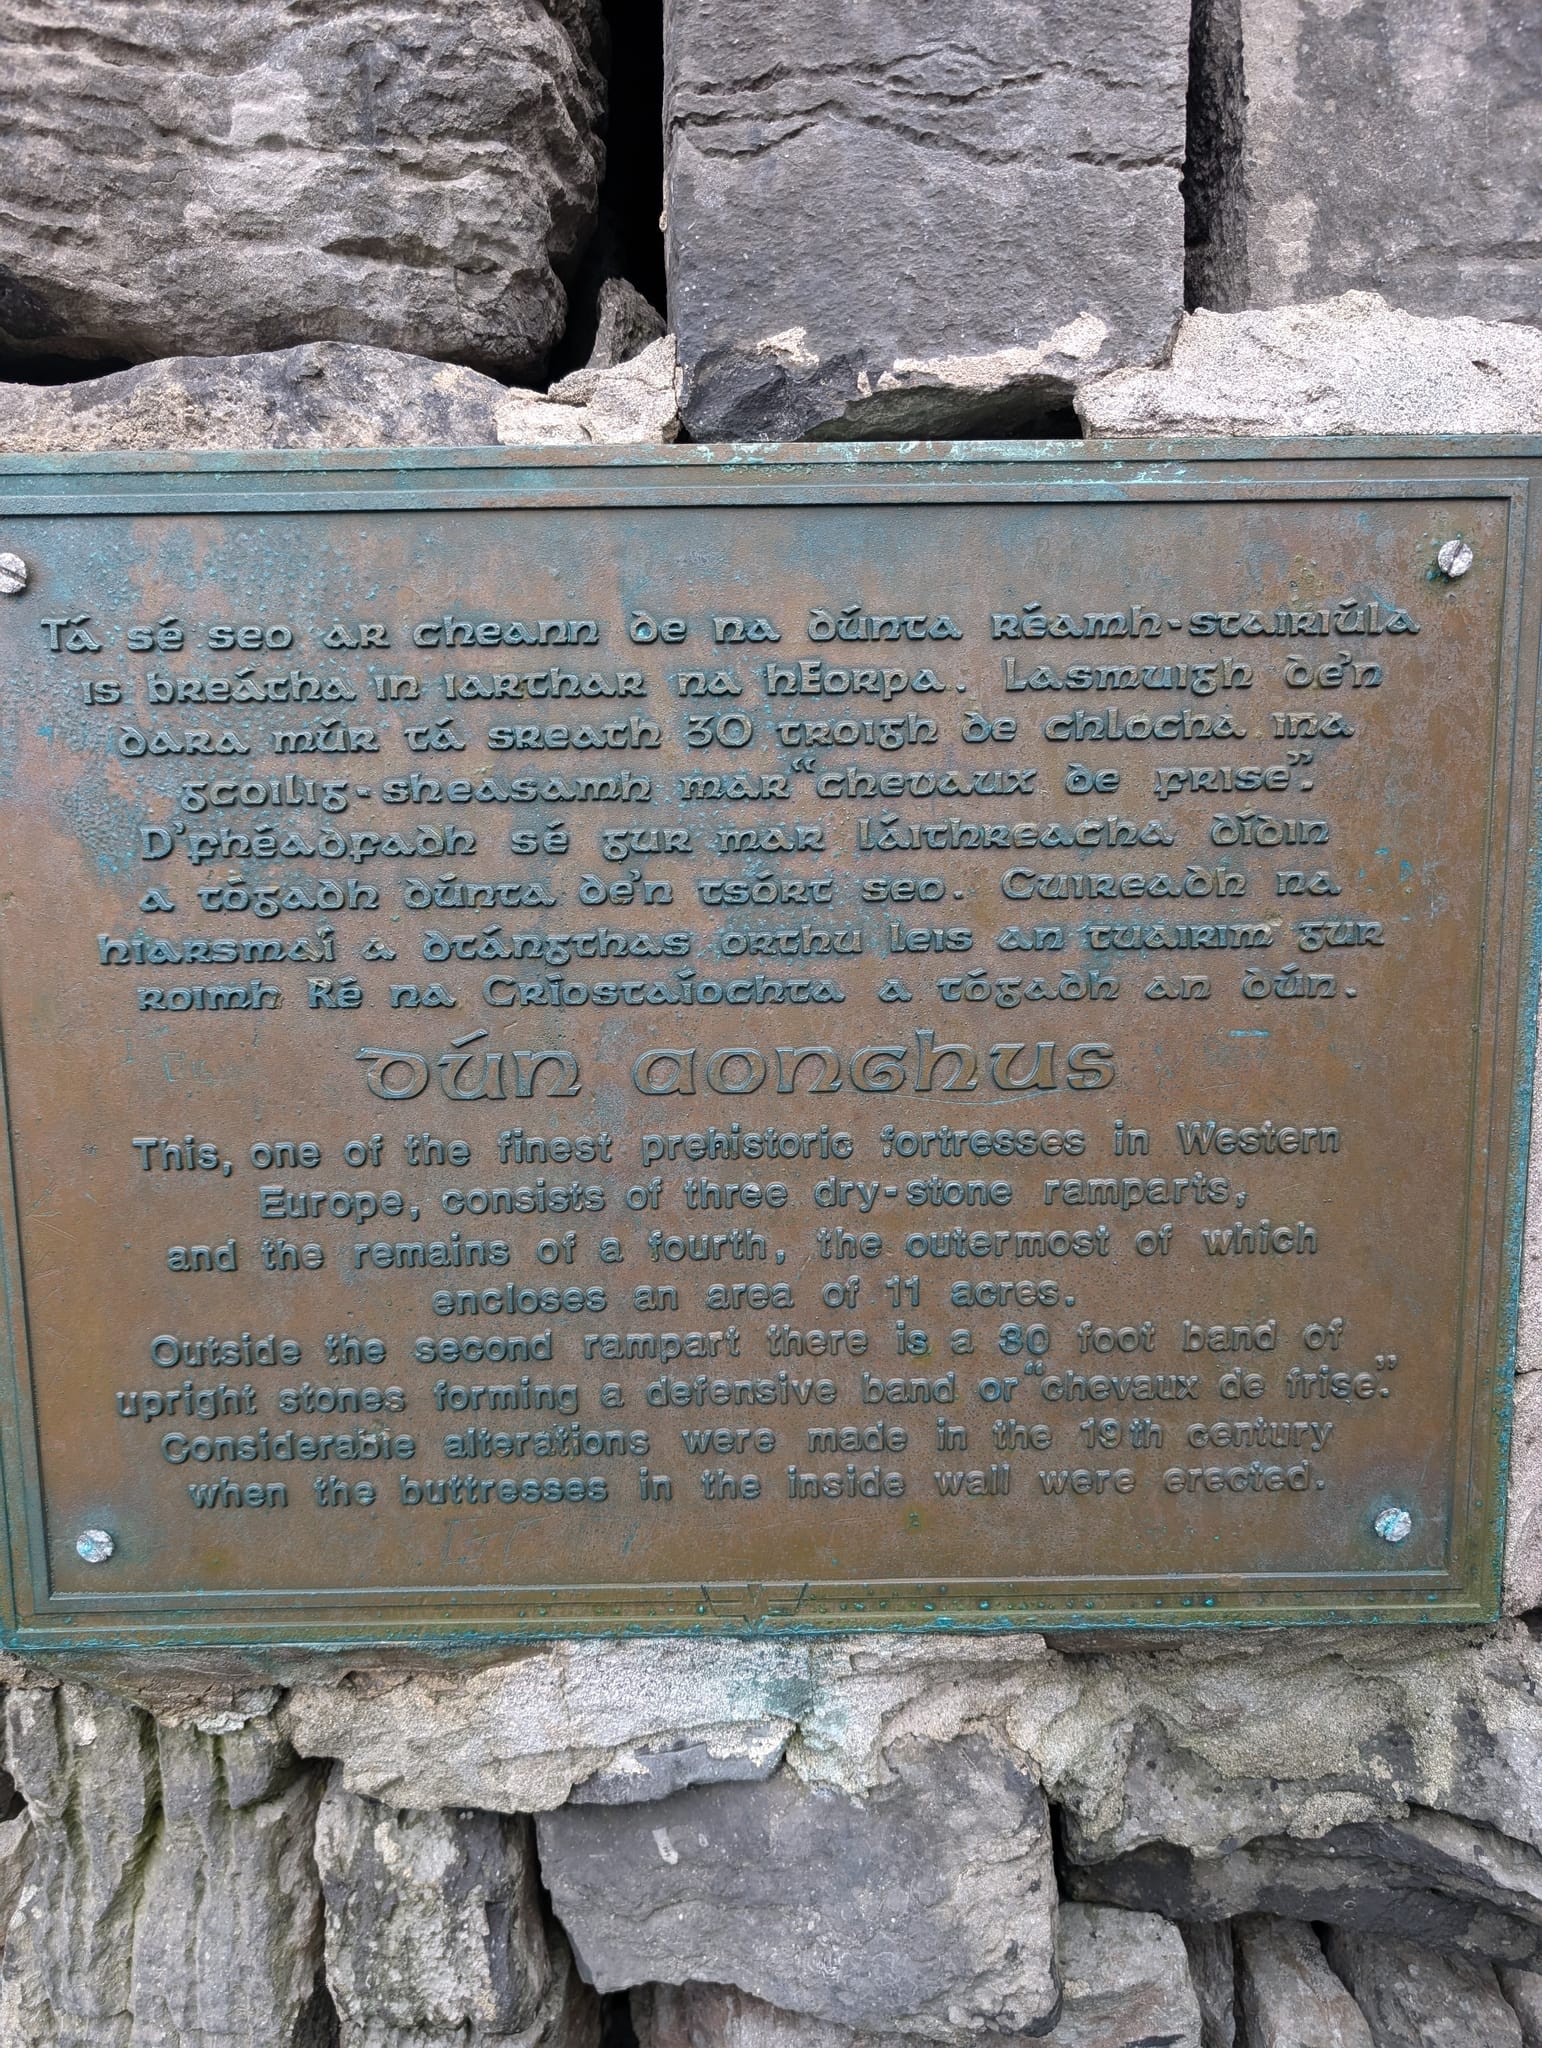 Tá sé seo ar cheann de na dúnta réamh-stairiúla
is breátha in iarthar na hEorpa. Lasmuigh de'n
dara múr tá sreath 30 troigh de chlocha ina
gcoilig-sheasamh mar "chevaux de frise".
D'fhéadfadh sé gur mar láithreacha dídin
a tógadh dúnta de'n tsórt seo. Cuireadh na
hiarsmaí a dtángthas orthu leis an tuairim gur
roimh Ré na Críostaíochta a tógadh an dún.
dún aonghus
This, one of the finest prehistoric fortresses in Western
Europe, consists of three dry-stone ramparts,
and the remains of a fourth, the outermost of which
encloses an area of 11 acres.
Outside the second rampart there is a 30 foot band of
upright stones forming a defensive band or "chevaux de frise".
Considerable alterations were made in the 19th century
when the buttresses in the inside wall were erected.